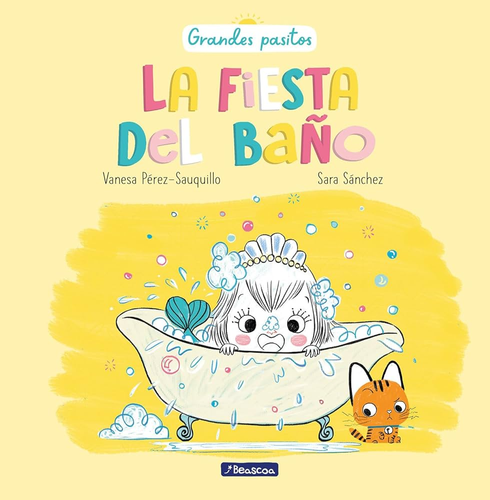 Grandes pasitos
LA FiESTA
DeL BaÑo
Vanesa Pérez-Sauquillo Sara Sánchez
Beascoa